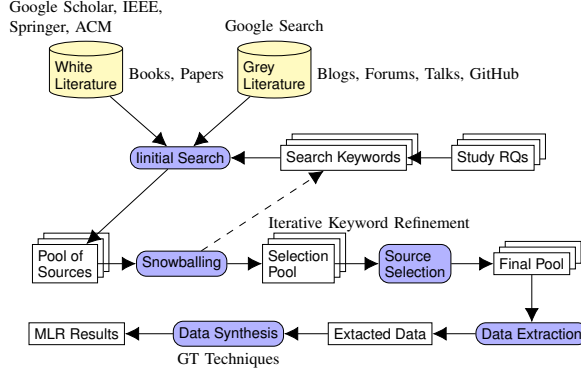 Google Scholar, IEEE,
Springer, ACM
Google Search
White
Literature
Books, Papers
Grey
Literature
Blogs, Forums, Talks, GitHub
Iinitial Search
Search Keywords
Study RQs
Iterative Keyword Refinement
Pool of
Sources
Snowballing
Selection
Pool
Source
Selection
Final Pool
MLR Results
Data Synthesis
Extacted Data
Data Extraction
GT Techniques